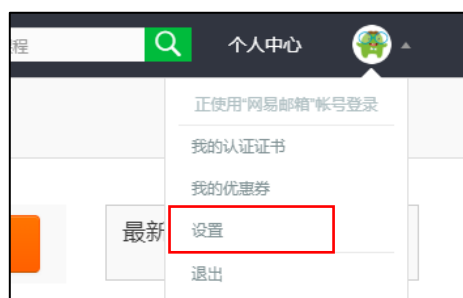 程
个人中心
正使用"网易邮箱"帐号登录
我的认证证书
我的优惠券
最新
设置
退出